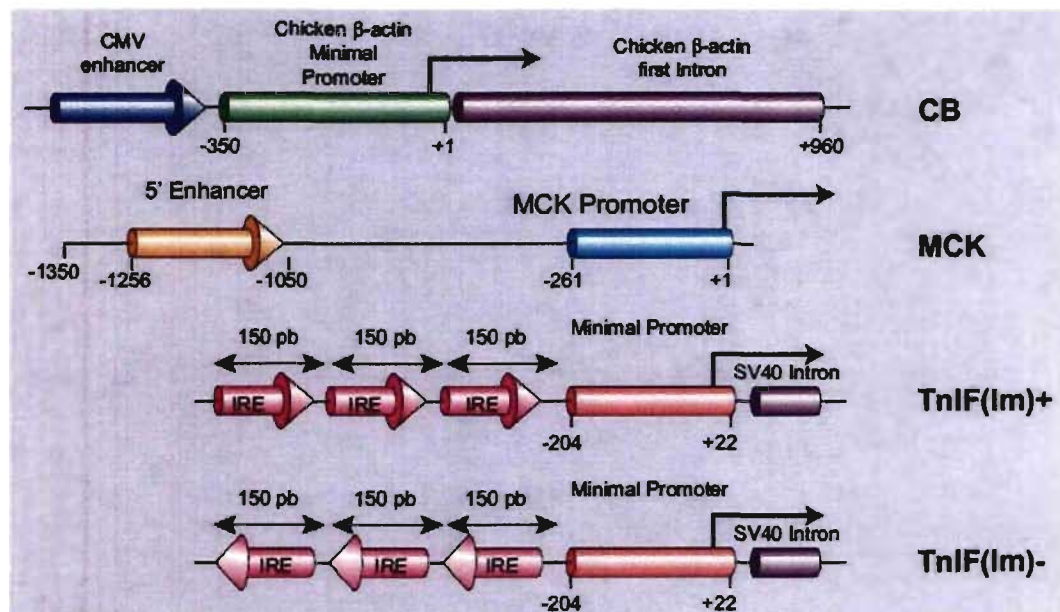 CMV
enhancer
Chicken β-actin
Minimal
Promoter
Chicken β-actin
first Intron
CB
-350
+1
+960
5' Enhancer
MCK Promoter
MCK
-1350
-1256
-1050
-261
+1
150 pb
150 pb
150 pb
Minimal Promoter
SV40 Intron
IRE
IRE
IRE
TnIF(Im)+
-204
+22
150 pb
150 pb
150 pb
Minimal Promoter
SV40 Intron
IRE
IRE
IRE
TnIF(Im)-
-204
+22